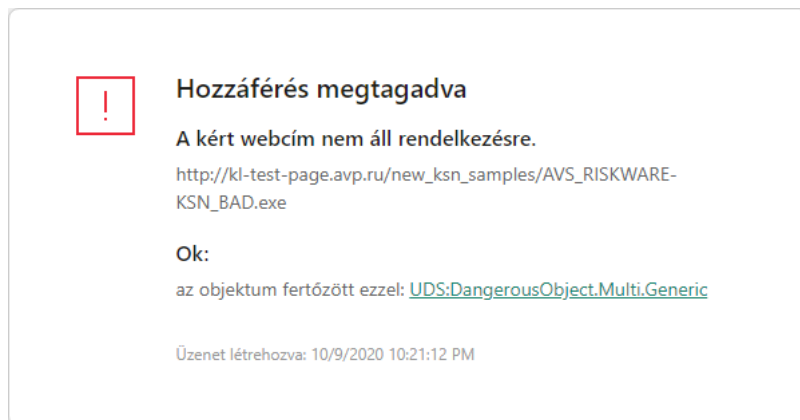 !
Hozzáférés megtagadva
A kért webcím nem áll rendelkezésre.
http://kl-test-page.avp.ru/new_ksn_samples/AVS_RISKWARE-
KSN_BAD.exe
Ok:
az objektum fertőzött ezzel: UDS:DangerousObject.Multi.Generic
Üzenet létrehozva: 10/9/2020 10:21:12 PM